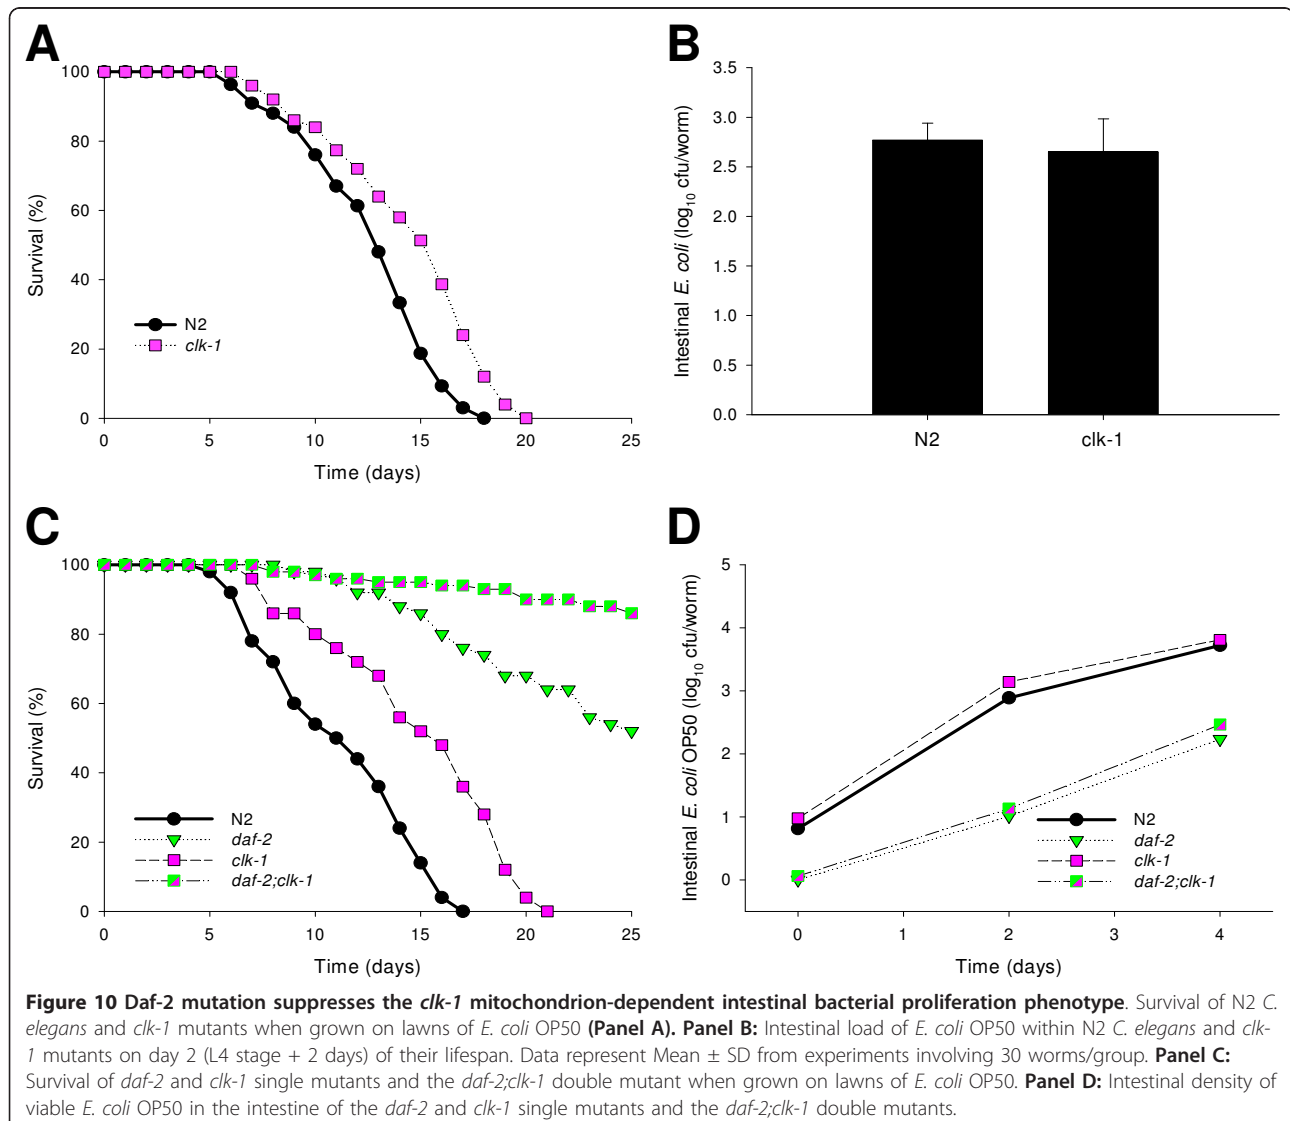 A
100
80
60
40
20
0
Survival (%)
N2
clk-1
0 5 10 15 20 25
Time (days)
B
3.5
3.0
2.5
2.0
1.5
1.0
0.5
0.0
Intestinal E. coli (log10 cfu/worm)
N2 clk-1
C
100
80
60
40
20
0
Survival (%)
N2
daf-2
clk-1
daf-2;clk-1
0 5 10 15 20 25
Time (days)
D
5
4
3
2
1
0
Intestinal E. coli OP50 (log10 cfu/worm)
N2
daf-2
clk-1
daf-2;clk-1
0 1 2 3 4
Time (days)
Figure 10 Daf-2 mutation suppresses the clk-1 mitochondrion-dependent intestinal bacterial proliferation phenotype. Survival of N2 C.
elegans and clk-1 mutants when grown on lawns of E. coli OP50 (Panel A). Panel B: Intestinal load of E. coli OP50 within N2 C. elegans and clk-
1 mutants on day 2 (L4 stage + 2 days) of their lifespan. Data represent Mean ± SD from experiments involving 30 worms/group. Panel C:
Survival of daf-2 and clk-1 single mutants and the daf-2;clk-1 double mutant when grown on lawns of E. coli OP50. Panel D: Intestinal density of
viable E. coli OP50 in the intestine of the daf-2 and clk-1 single mutants and the daf-2;clk-1 double mutants.